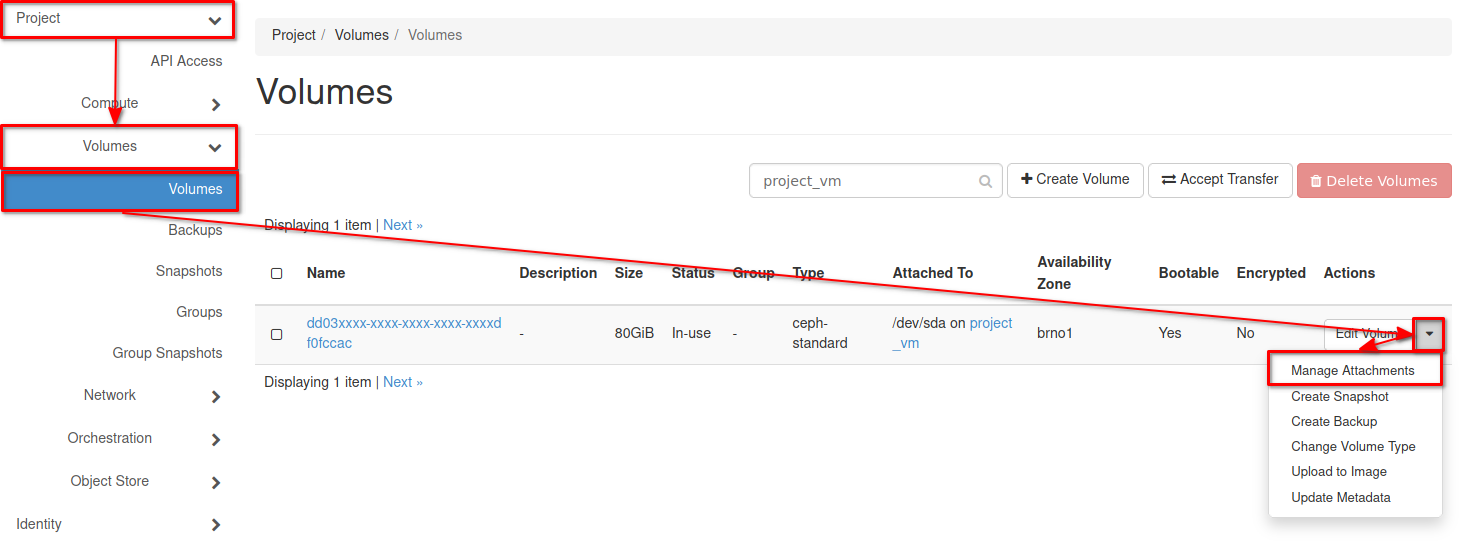 Project
API Access
Compute
Volumes
Volumes
Backups
Snapshots
Groups
Group Snapshots
Network
Orchestration
Object Store
Identity
Project / Volumes / Volumes
Volumes
project_vm
Create Volume
Accept Transfer
Delete Volumes
Displaying 1 item | Next »
Name Description Size Status Group Type Attached To Availability Zone Bootable Encrypted Actions
dd03xxxx-xxxx-xxxx-xxxx-xxxxd
f0fccac
-
80GiB
In-use
-
ceph-
standard
/dev/sda on project
_vm
brno1
Yes
No
Edit Volume
Displaying 1 item | Next »
Manage Attachments
Create Snapshot
Create Backup
Change Volume Type
Upload to Image
Update Metadata